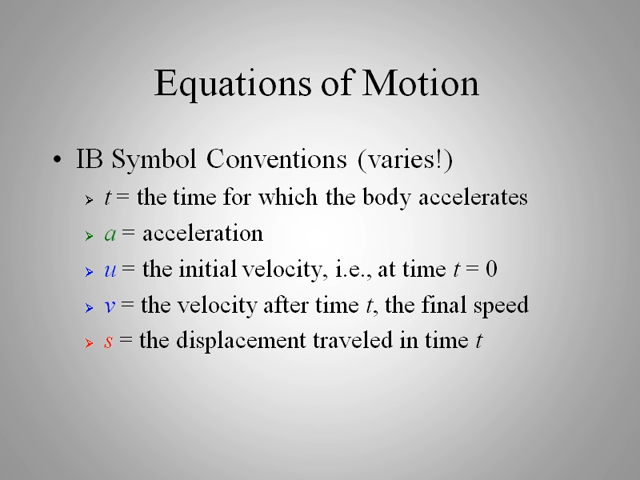 Equations of Motion
• IB Symbol Conventions (varies!)
➢ t = the time for which the body accelerates
➢ a = acceleration
➢ u = the initial velocity, i.e., at time t = 0
➢ v = the velocity after time t, the final speed
➢ s = the displacement traveled in time t